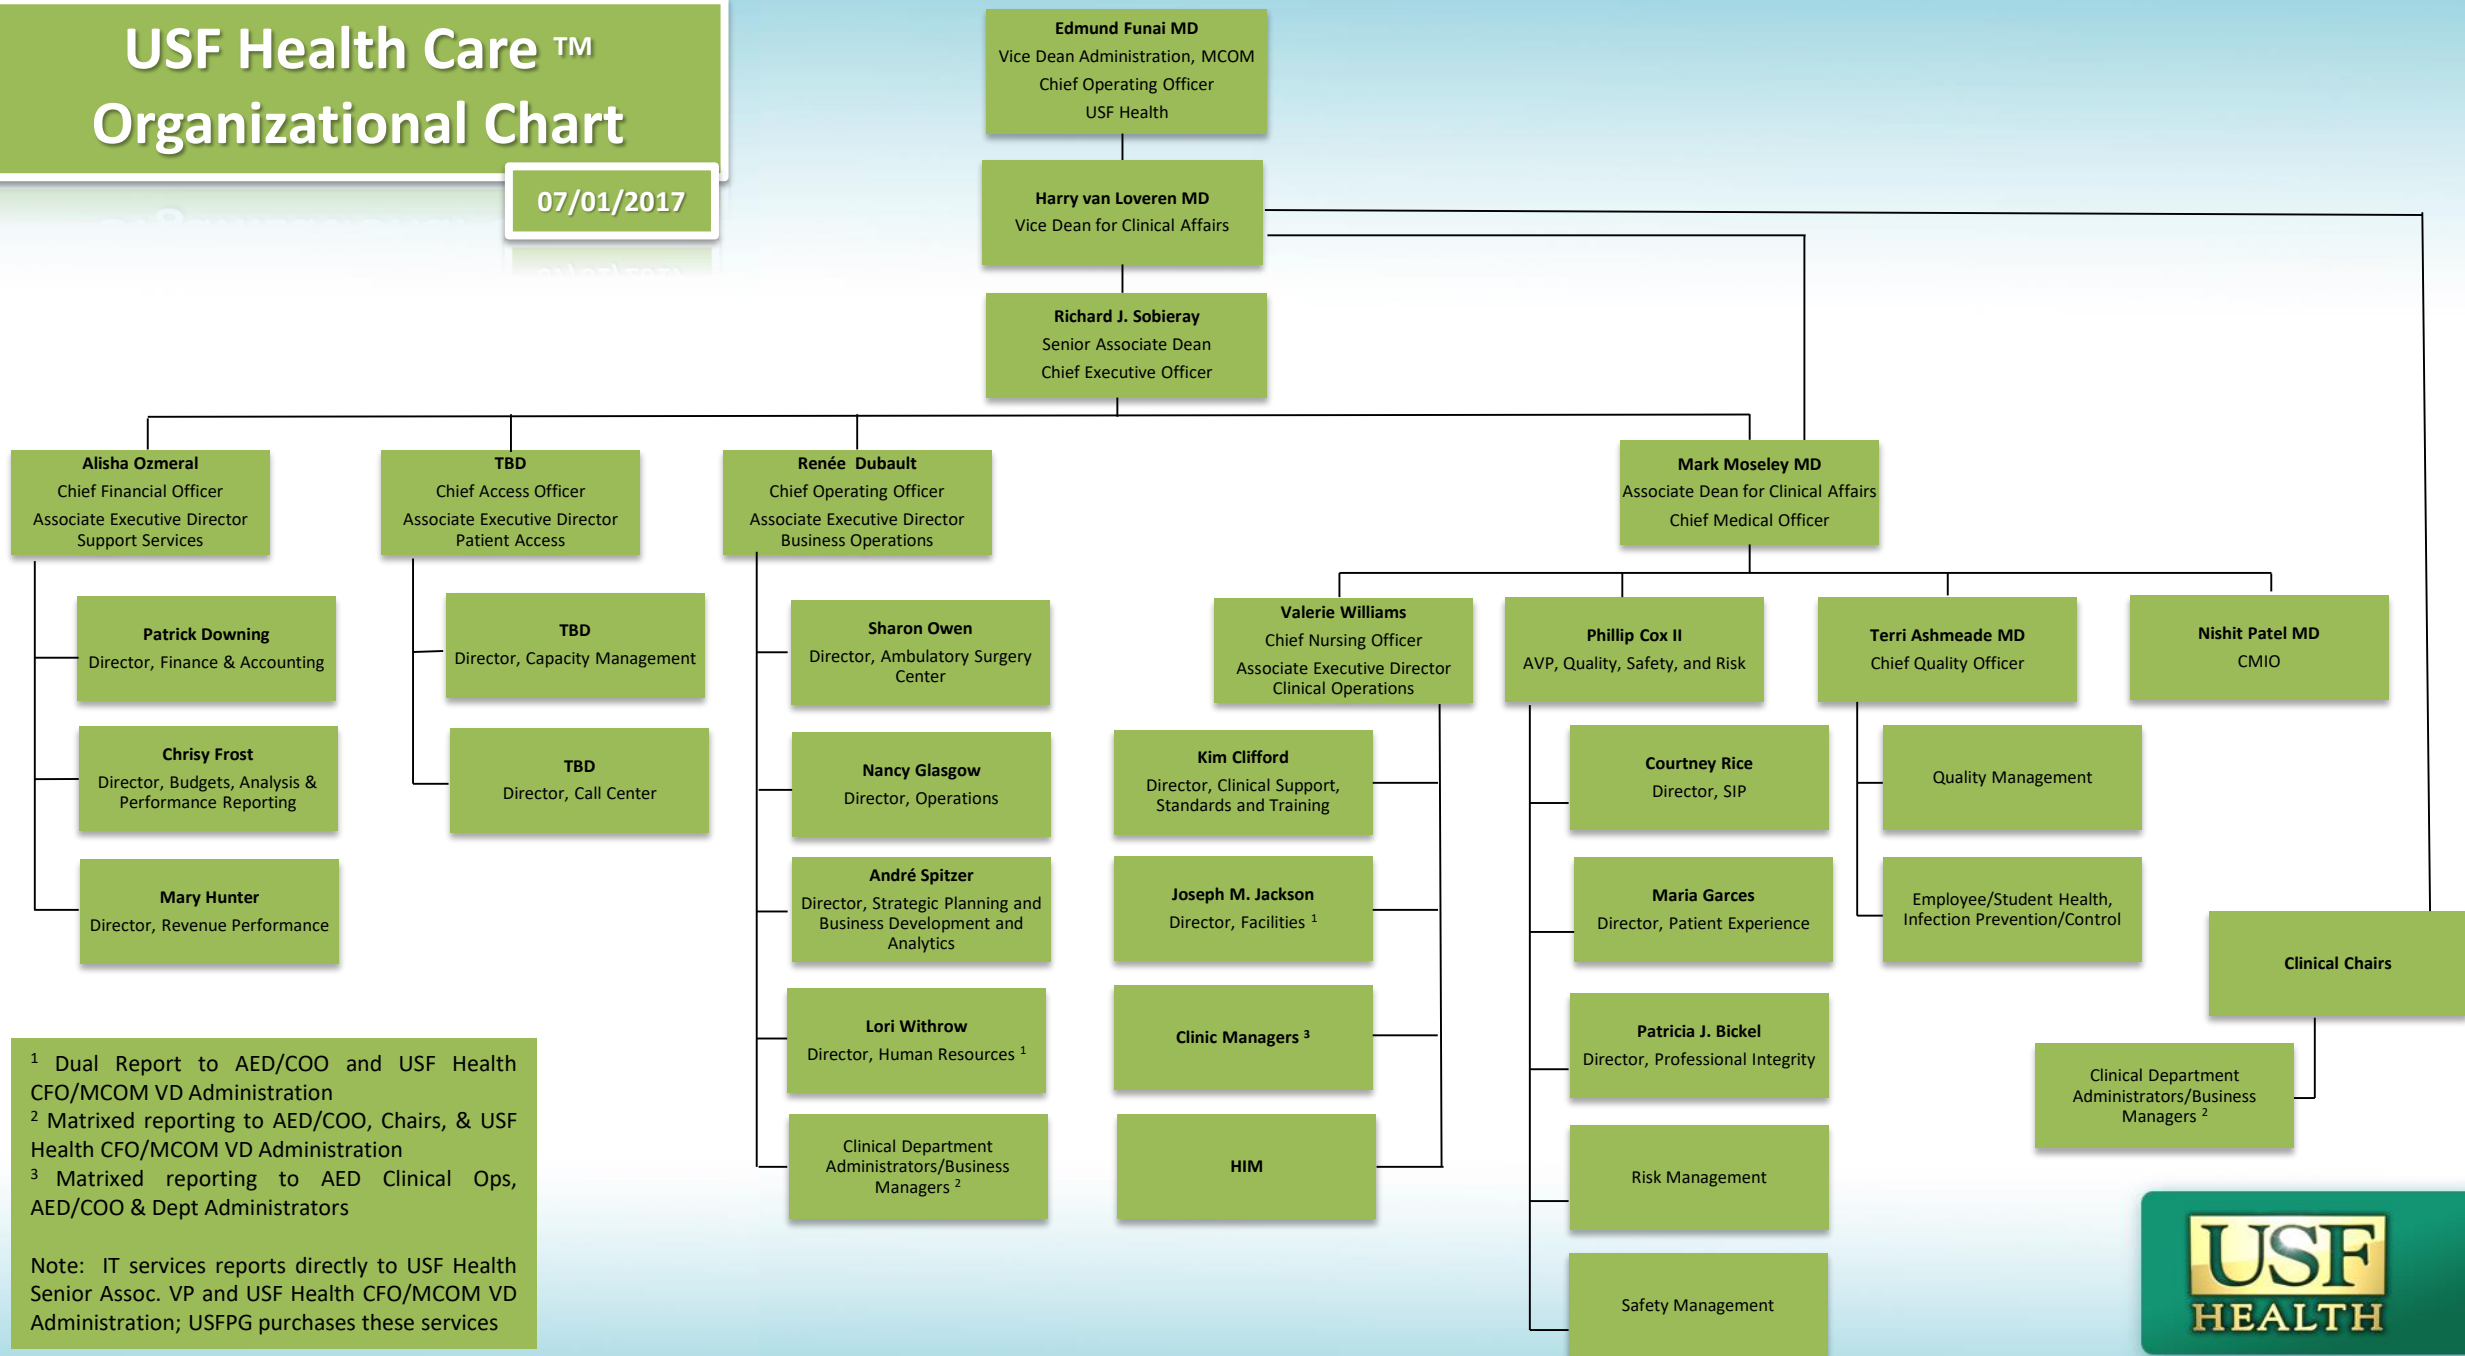 USF Health Care TM
Organizational Chart
07/01/2017
Edmund Funai MD
Vice Dean Administration, MCOM
Chief Operating Officer
USF Health
Harry van Loveren MD
Vice Dean for Clinical Affairs
Richard J. Sobieray
Senior Associate Dean
Chief Executive Officer
Alisha Ozmeral
Chief Financial Officer
Associate Executive Director
Support Services
TBD
Chief Access Officer
Associate Executive Director
Patient Access
Renée Dubault
Chief Operating Officer
Associate Executive Director
Business Operations
Mark Moseley MD
Associate Dean for Clinical Affairs
Chief Medical Officer
Patrick Downing
Director, Finance & Accounting
Chrisy Frost
Director, Budgets, Analysis &
Performance Reporting
Mary Hunter
Director, Revenue Performance
TBD
Director, Capacity Management
TBD
Director, Call Center
Sharon Owen
Director, Ambulatory Surgery
Center
Nancy Glasgow
Director, Operations
André Spitzer
Director, Strategic Planning and
Business Development and
Analytics
Lori Withrow
Director, Human Resources 1
Clinical Department
Administrators/Business
Managers 2
Valerie Williams
Chief Nursing Officer
Associate Executive Director
Clinical Operations
Kim Clifford
Director, Clinical Support,
Standards and Training
Joseph M. Jackson
Director, Facilities 1
Clinic Managers 3
HIM
Phillip Cox II
AVP, Quality, Safety, and Risk
Courtney Rice
Director, SIP
Maria Garces
Director, Patient Experience
Patricia J. Bickel
Director, Professional Integrity
Risk Management
Safety Management
Terri Ashmeade MD
Chief Quality Officer
Quality Management
Employee/Student Health,
Infection Prevention/Control
Nishit Patel MD
CMIO
Clinical Chairs
Clinical Department
Administrators/Business
Managers 2
1 Dual Report to AED/COO and USF Health
CFO/MCOM VD Administration
2 Matrixed reporting to AED/COO, Chairs, & USF
Health CFO/MCOM VD Administration
3 Matrixed reporting to AED Clinical Ops,
AED/COO & Dept Administrators
Note: IT services reports directly to USF Health
Senior Assoc. VP and USF Health CFO/MCOM VD
Administration; USFPG purchases these services
USF
HEALTH